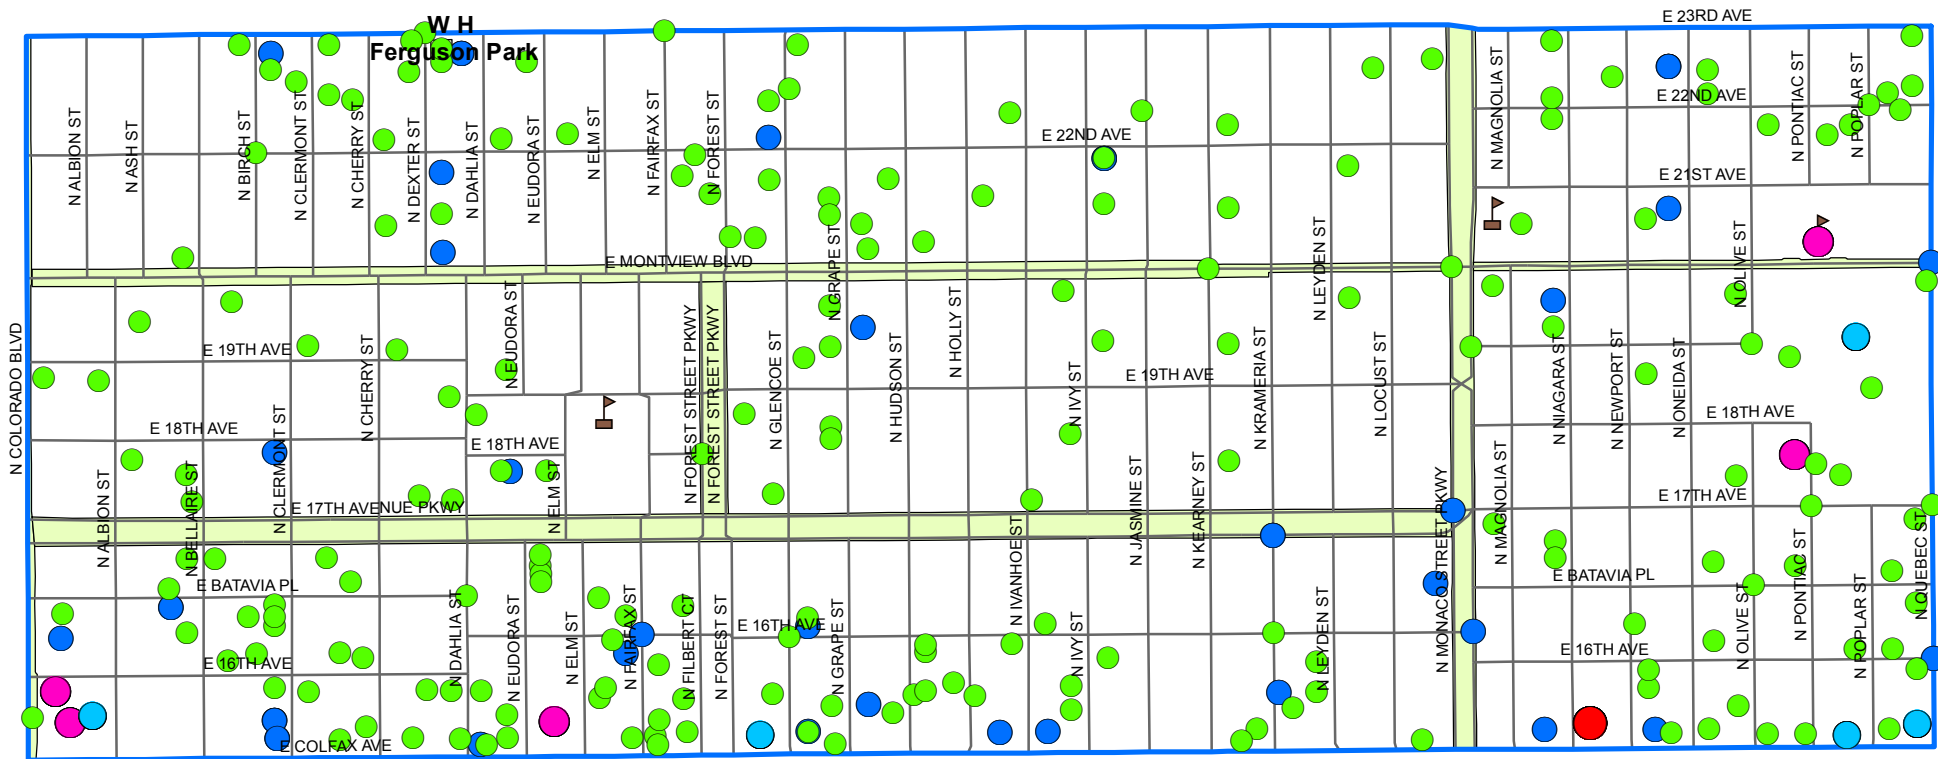 E 23RD AVE
W H
Ferguson Park
N ALBION ST
N ASH ST
N BIRCH ST
N CLERMONT ST
N CHERRY ST
N DEXTER ST
N DAHLIA ST
N EUDORA ST
N ELM ST
N FAIRFAX ST
N FOREST ST
E 22ND AVE
N MAGNOLIA ST
E 22ND AVE
N PONTIAC ST
N POPLAR ST
E 21ST AVE
E MONTVIEW BLVD
N GRAPE ST
N LEYDEN ST
N OLIVE ST
N COLORADO BLVD
E 19TH AVE
N CHERRY ST
N EUDORA ST
N FOREST STREET PKWY
N FOREST STREET PKWY
N GLENCOE ST
N HUDSON ST
N HOLLY ST
N IVY ST
E 19TH AVE
N KRAMERIA ST
N LOCUST ST
N NIAGARA ST
N NEWPORT ST
N ONEIDA ST
E 18TH AVE
E 18TH AVE
N CLERMONT ST
E 18TH AVE
N ALBION ST
N BELLAIRE ST
E 17TH AVENUE PKWY
N ELM ST
N JASMINE ST
N KEARNEY ST
N MONACO STREET PKWY
N MAGNOLIA ST
E 17TH AVE
N IVANHOE ST
N PONTIAC ST
N QUEBEC ST
E BATAVIA PL
E BATAVIA PL
N DAHLIA ST
N EUDORA ST
N ELM ST
N FAIRFAX ST
N FILBERT CT
N FOREST ST
E 16TH AVE
N GRAPE ST
N IVY ST
N LEYDEN ST
N OLIVE ST
N POPLAR ST
E 16TH AVE
E 16TH AVE
E COLFAX AVE